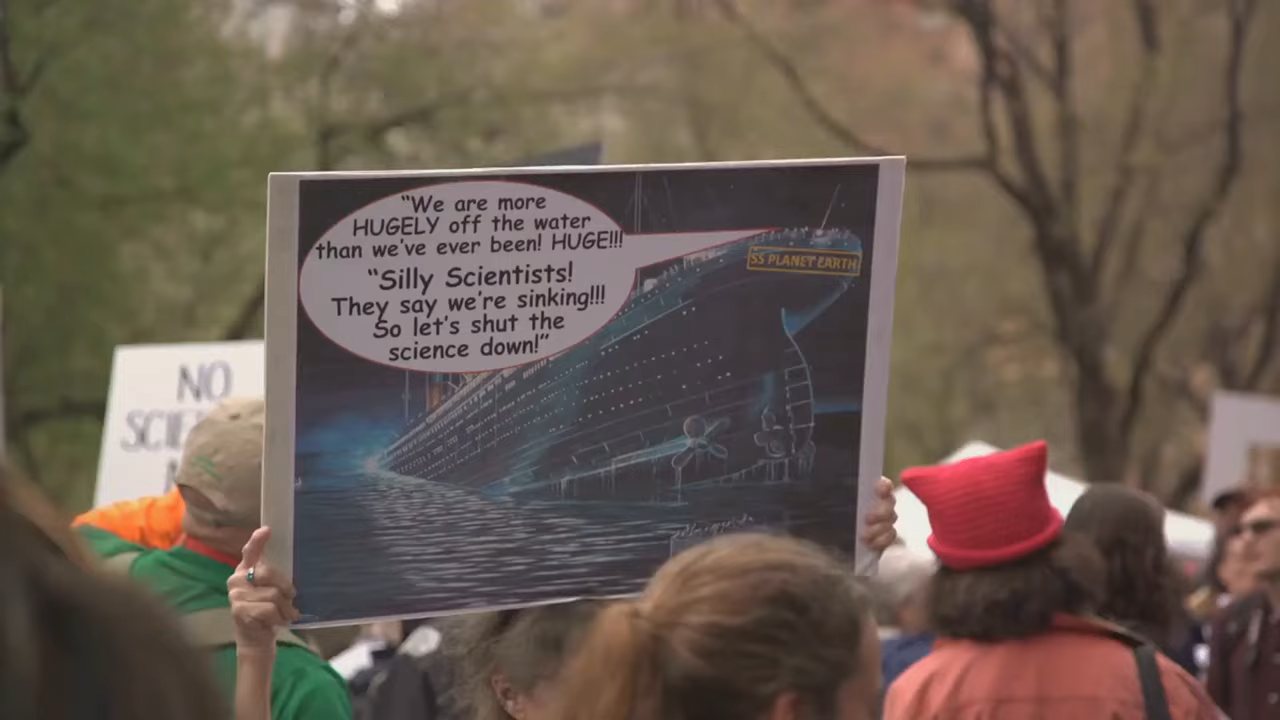 "We are more
HUGELY off the water
than we've ever been! HUGE!!!
"Silly Scientists!
They say we're sinking!!!
So let's shut the
science down!"
SS PLANET EARTH
NO